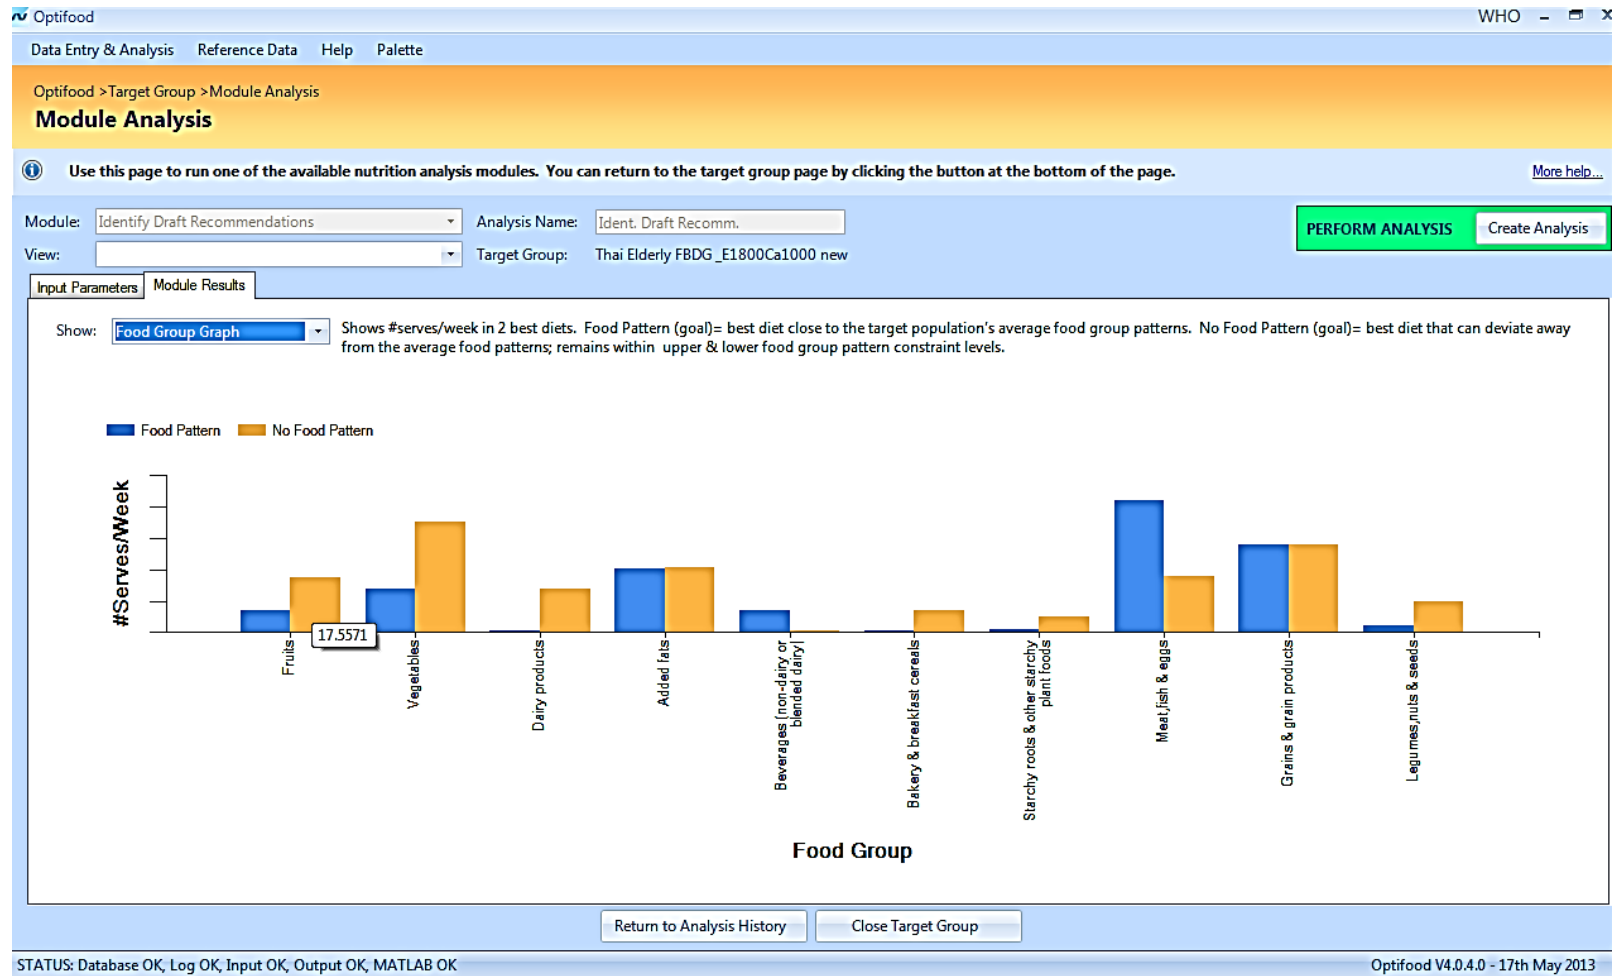 Optifood
WHO
Data Entry & Analysis Reference Data Help Palette
Optifood >Target Group >Module Analysis
Module Analysis
Use this page to run one of the available nutrition analysis modules. You can return to the target group page by clicking the button at the bottom of the page.
More help...
Module: Identify Draft Recommendations Analysis Name: Ident. Draft Recomm.
PERFORM ANALYSIS Create Analysis
View: Target Group: Thai Elderly FBDG_E1800Ca1000 new
Input Parameters Module Results
Show: Food Group Graph
Shows #serves/week in 2 best diets. Food Pattern (goal)= best diet close to the target population's average food group patterns. No Food Pattern (goal)= best diet that can deviate away
from the average food patterns; remains within upper & lower food group pattern constraint levels.
Food Pattern No Food Pattern
#Serves/Week
17.5571
Fruits
Vegetables
Dairy products
Added fats
Beverages (non-dairy or
blended dairy)
Bakery & breakfast cereals
Starchy roots & other starchy
plant foods
Meat,fish & eggs
Grains & grain products
Legumes,nuts & seeds
Food Group
Return to Analysis History Close Target Group
STATUS: Database OK, Log OK, Input OK, Output OK, MATLAB OK
Optifood V4.0.4.0 - 17th May 2013